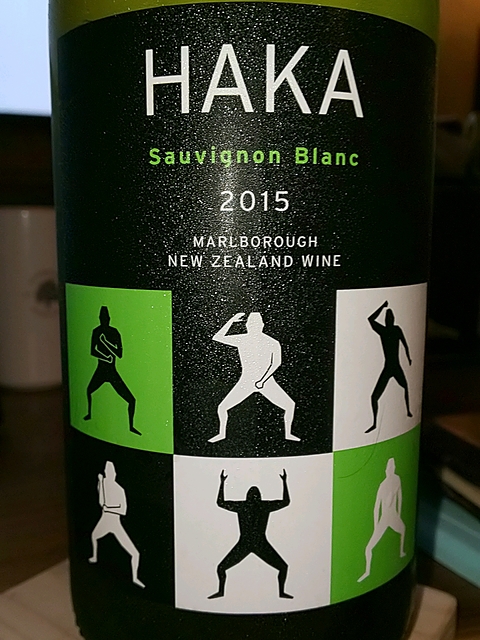 HAKA
Sauvignon Blanc
2015
MARLBOROUGH
NEW ZEALAND WINE